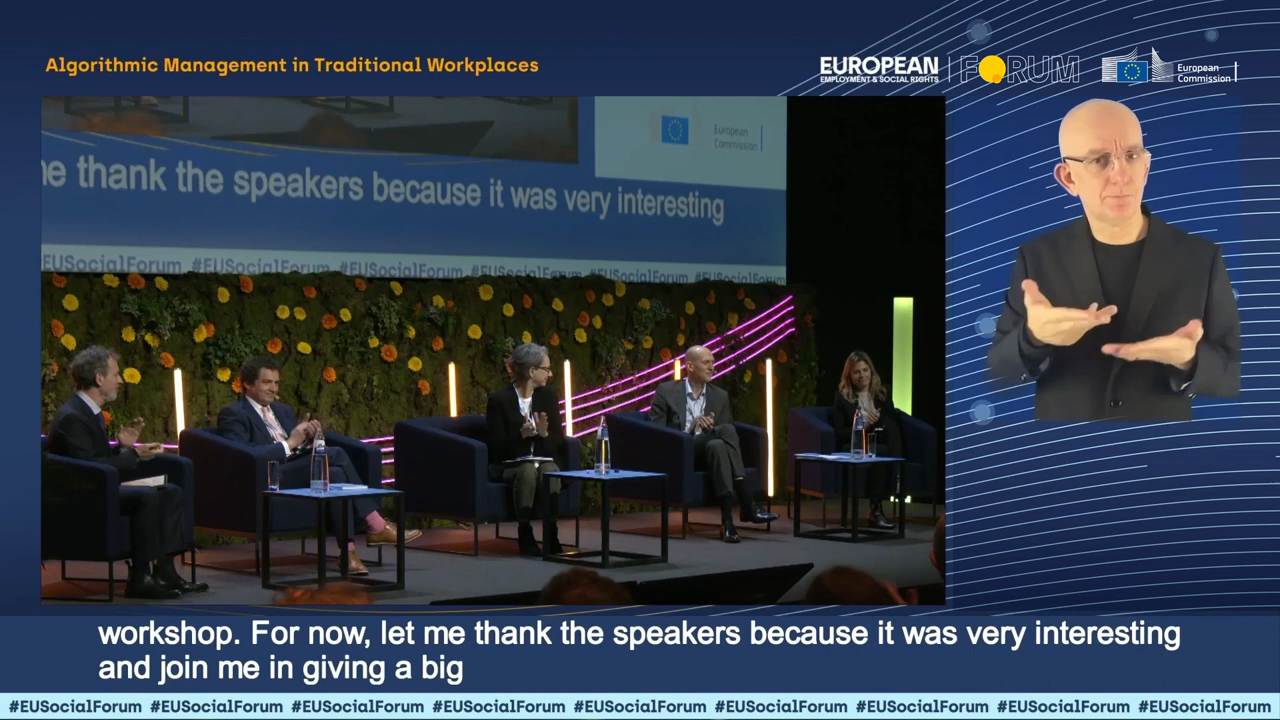 Algorithmic Management in Traditional Workplaces
EUROPEAN
EMPLOYMENT & SOCIAL RIGHTS
FORUM
European
Commission
European
Commission
me thank the speakers because it was very interesting
#EUSocialForum #EUSocialForum #EUSocialForum #EUSocialForum #EUSocialForum #EUSocialForum
workshop. For now, let me thank the speakers because it was very interesting
and join me in giving a big
#EUSocialForum #EUSocialForum #EUSocialForum #EUSocialForum #EUSocialForum #EUSocialForum #EUSocialForum #EUSocialForum #EUSocialForum